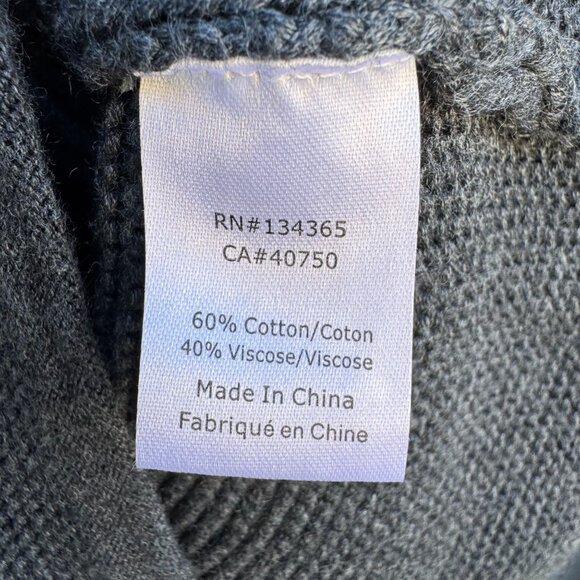 RN#134365
CA#40750
60% Cotton/Coton
40% Viscose/Viscose
Made In China
Fabriqué en Chine